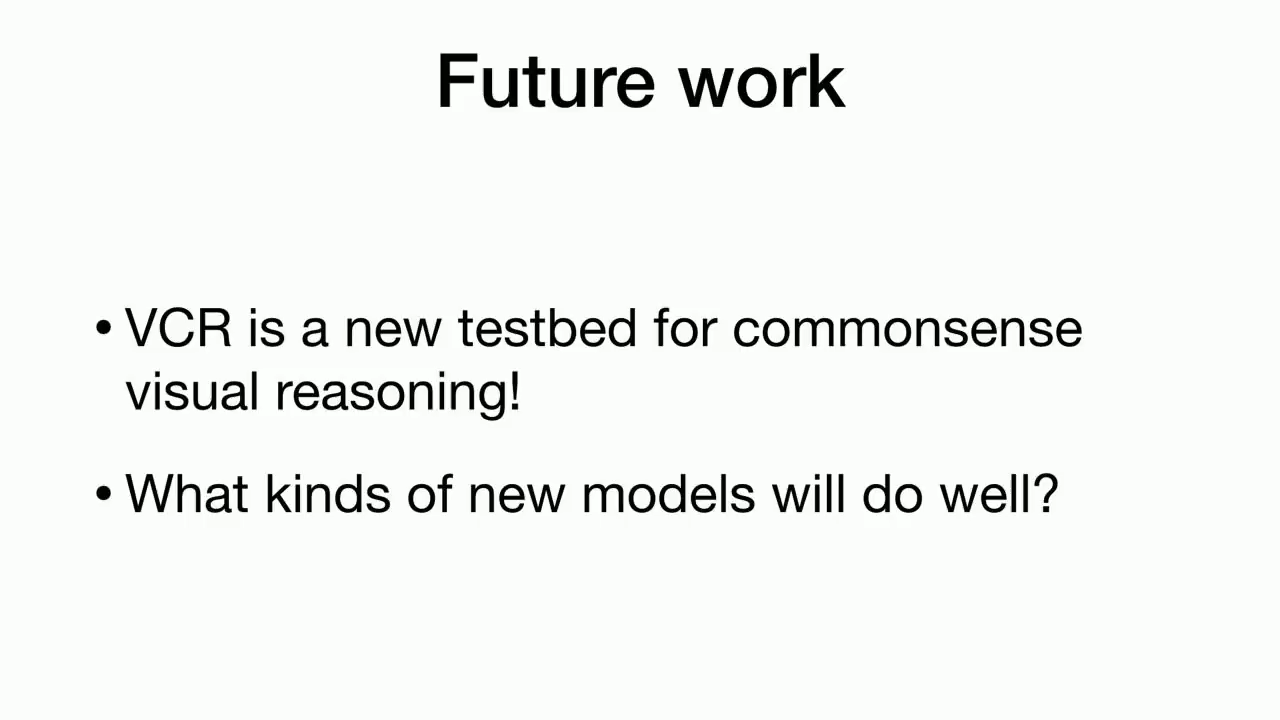 Future work
• VCR is a new testbed for commonsense
visual reasoning!
• What kinds of new models will do well?